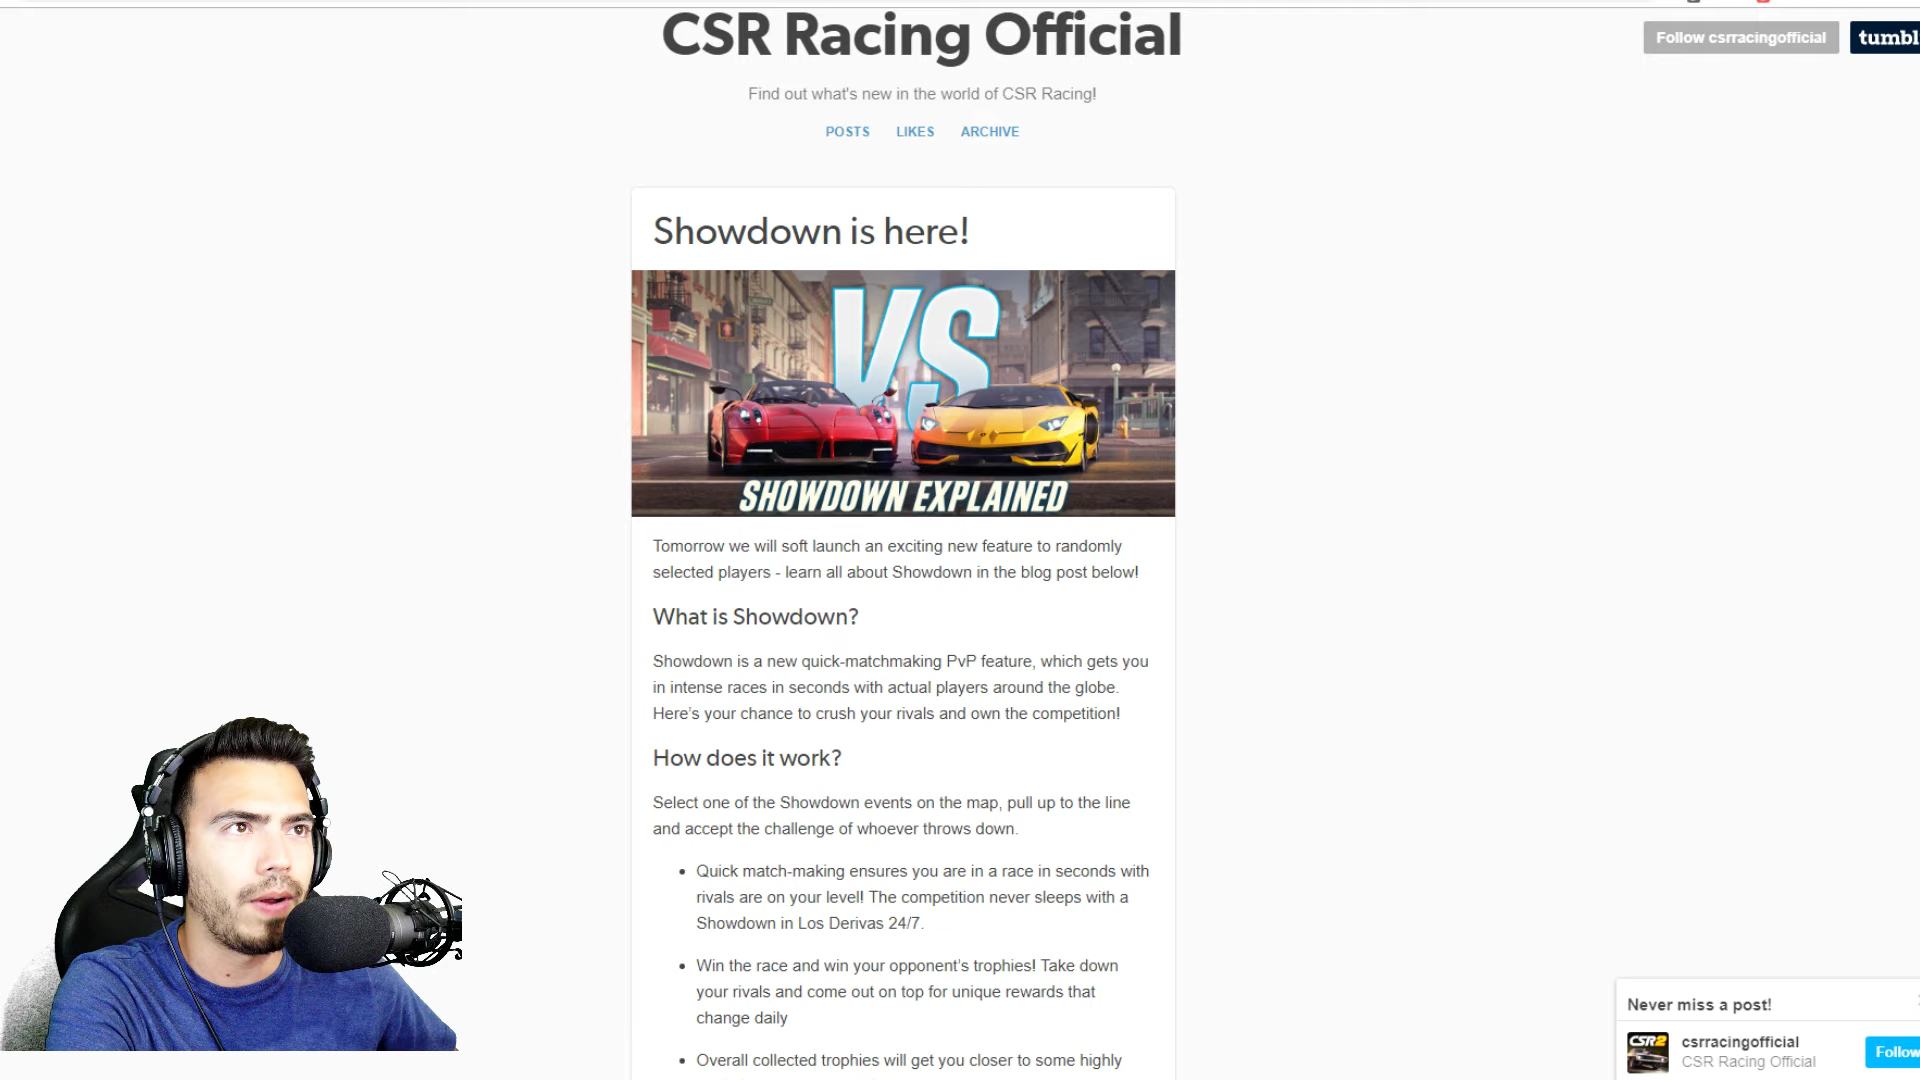 CSR Racing Official
Follow csrracingofficial
tumbl
Find out what's new in the world of CSR Racing!
POSTS LIKES ARCHIVE
Showdown is here!
VS
SHOWDOWN EXPLAINED
Tomorrow we will soft launch an exciting new feature to randomly
selected players - learn all about Showdown in the blog post below!
What is Showdown?
Showdown is a new quick-matchmaking PvP feature, which gets you
in intense races in seconds with actual players around the globe.
Here’s your chance to crush your rivals and own the competition!
How does it work?
Select one of the Showdown events on the map, pull up to the line
and accept the challenge of whoever throws down.
• Quick match-making ensures you are in a race in seconds with
rivals are on your level! The competition never sleeps with a
Showdown in Los Derivas 24/7.
• Win the race and win your opponent’s trophies! Take down
your rivals and come out on top for unique rewards that
change daily
• Overall collected trophies will get you closer to some highly
Never miss a post!
CSR2
csrracingofficial
CSR Racing Official
Follow